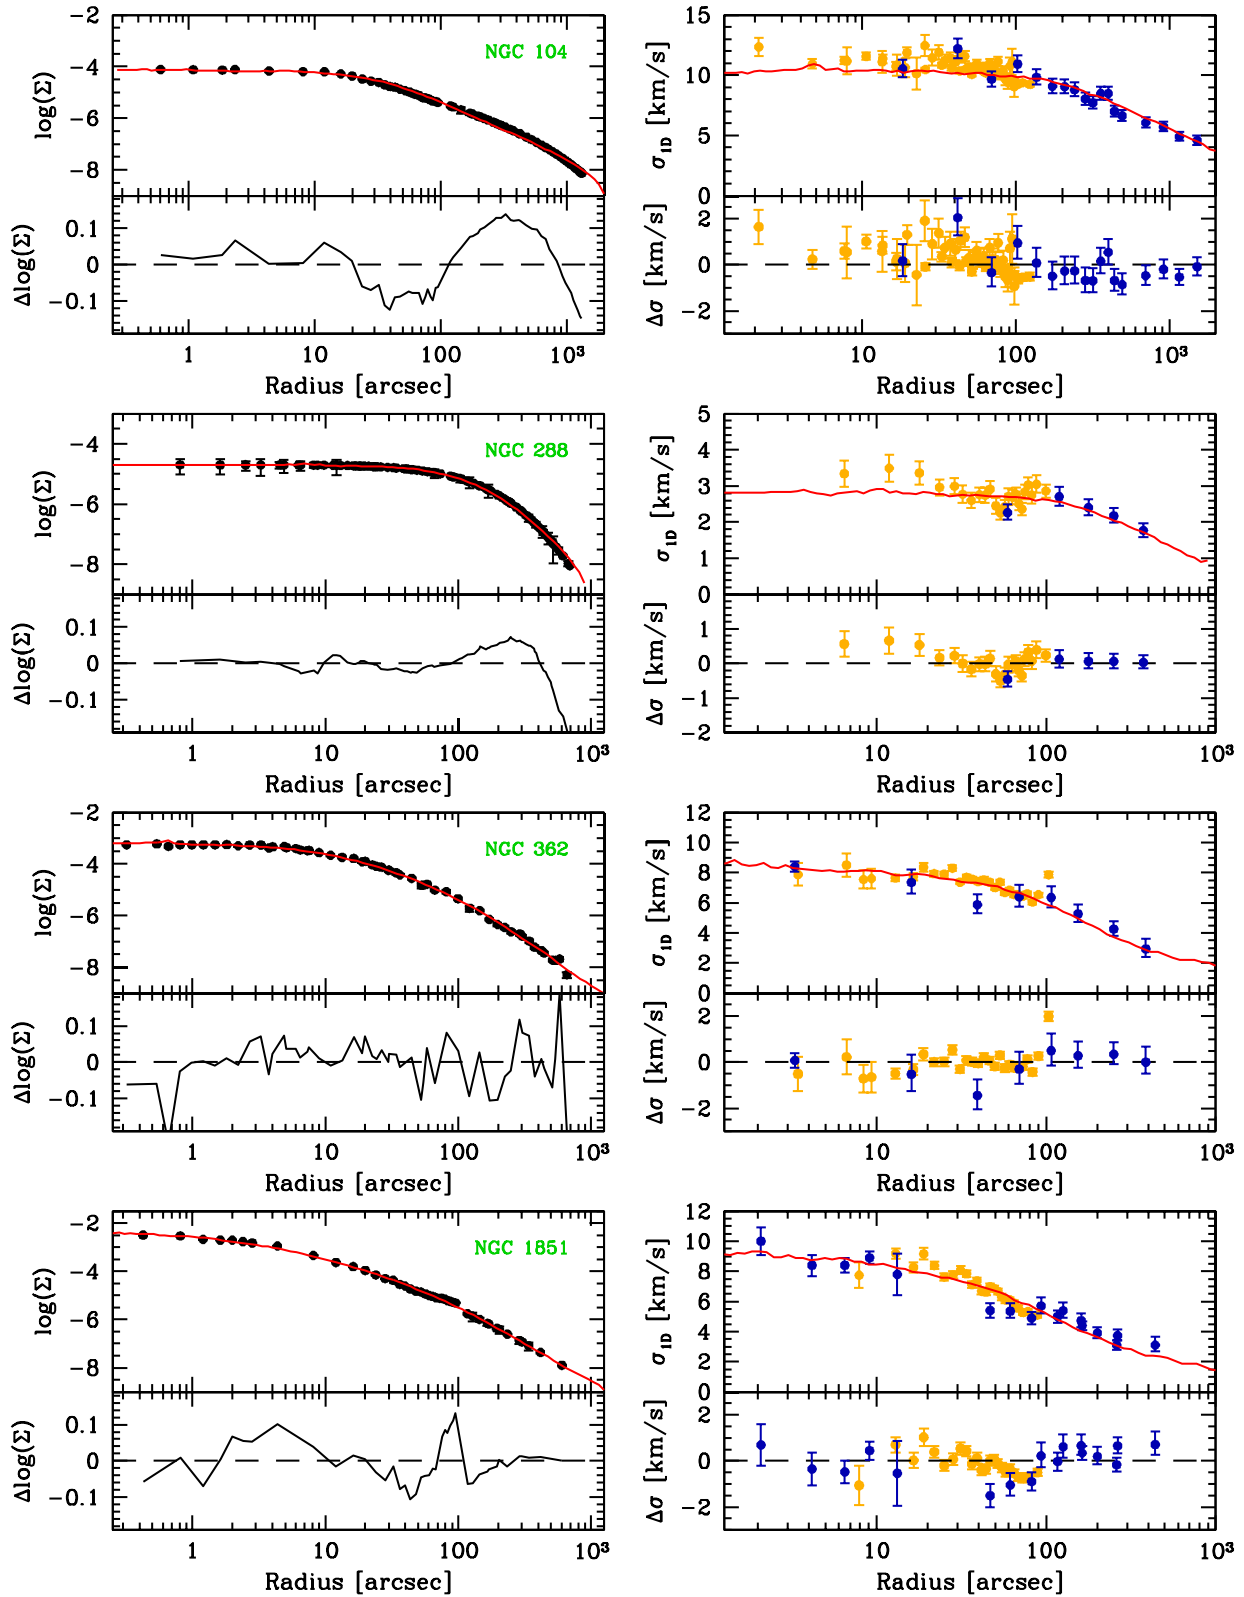 −2
−4
−6
−8
log(Σ)
NGC 104
15
10
5
0
σ1D [km/s]
0.1
0
−0.1
Δlog(Σ)
1 10 100 10³
Radius [arcsec]
2
0
−2
Δσ [km/s]
10 100 10³
Radius [arcsec]
−4
−6
−8
log(Σ)
NGC 288
5
4
3
2
1
0
σ1D [km/s]
0.1
0
−0.1
Δlog(Σ)
1 10 100 10³
Radius [arcsec]
1
0
−1
−2
Δσ [km/s]
10 100 10³
Radius [arcsec]
−2
−4
−6
−8
log(Σ)
NGC 362
12
10
8
6
4
2
0
σ1D [km/s]
0.1
0
−0.1
Δlog(Σ)
1 10 100 10³
Radius [arcsec]
2
0
−2
Δσ [km/s]
10 100 10³
Radius [arcsec]
−2
−4
−6
−8
log(Σ)
NGC 1851
12
10
8
6
4
2
0
σ1D [km/s]
0.1
0
−0.1
Δlog(Σ)
1 10 100 10³
Radius [arcsec]
2
0
−2
Δσ [km/s]
10 100 10³
Radius [arcsec]